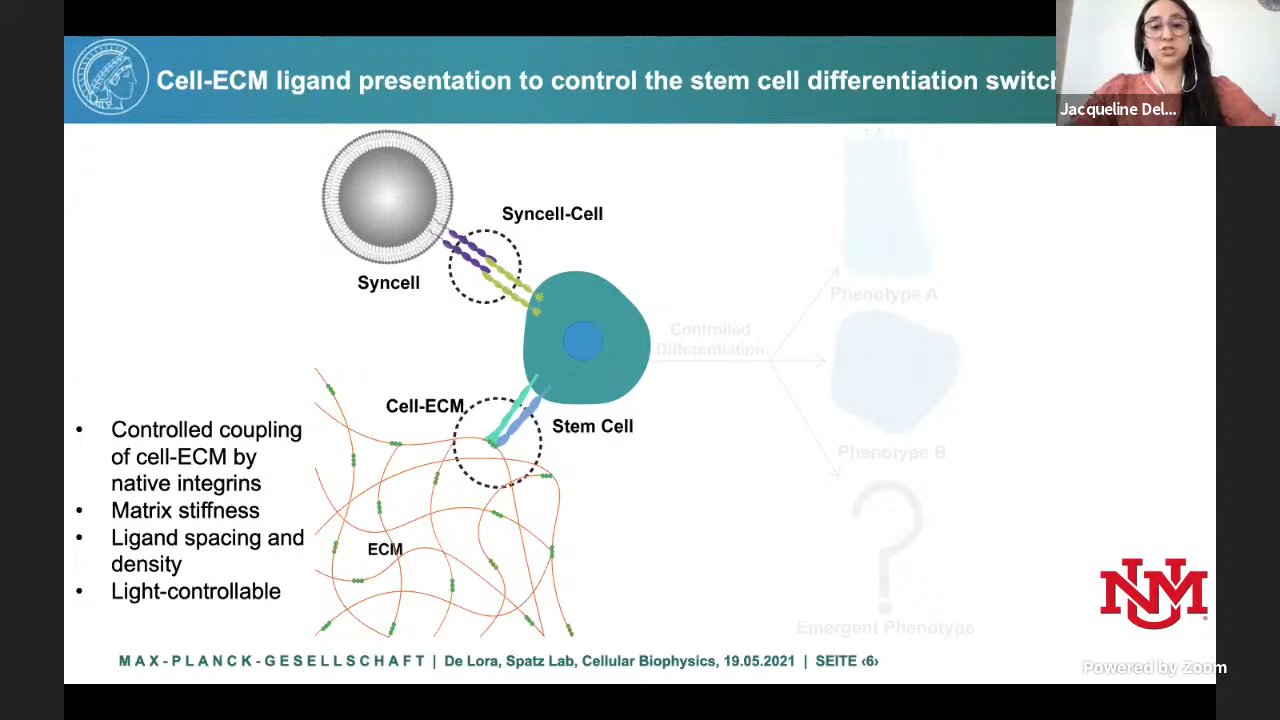 Cell-ECM ligand presentation to control the stem cell differentiation switch
Jacqueline Del...
Syncell-Cell
Syncell
Phenotype A
Controlled
Differentiation
Cell-ECM
Stem Cell
Phenotype B
• Controlled coupling
of cell-ECM by
native integrins
• Matrix stiffness
• Ligand spacing and
density
• Light-controllable
ECM
Emergent Phenotype
NM
MAX-PLANCK-GESELLSCHAFT | De Lora, Spatz Lab, Cellular Biophysics, 19.05.2021 | SEITE ‹6›
Powered by Zoom